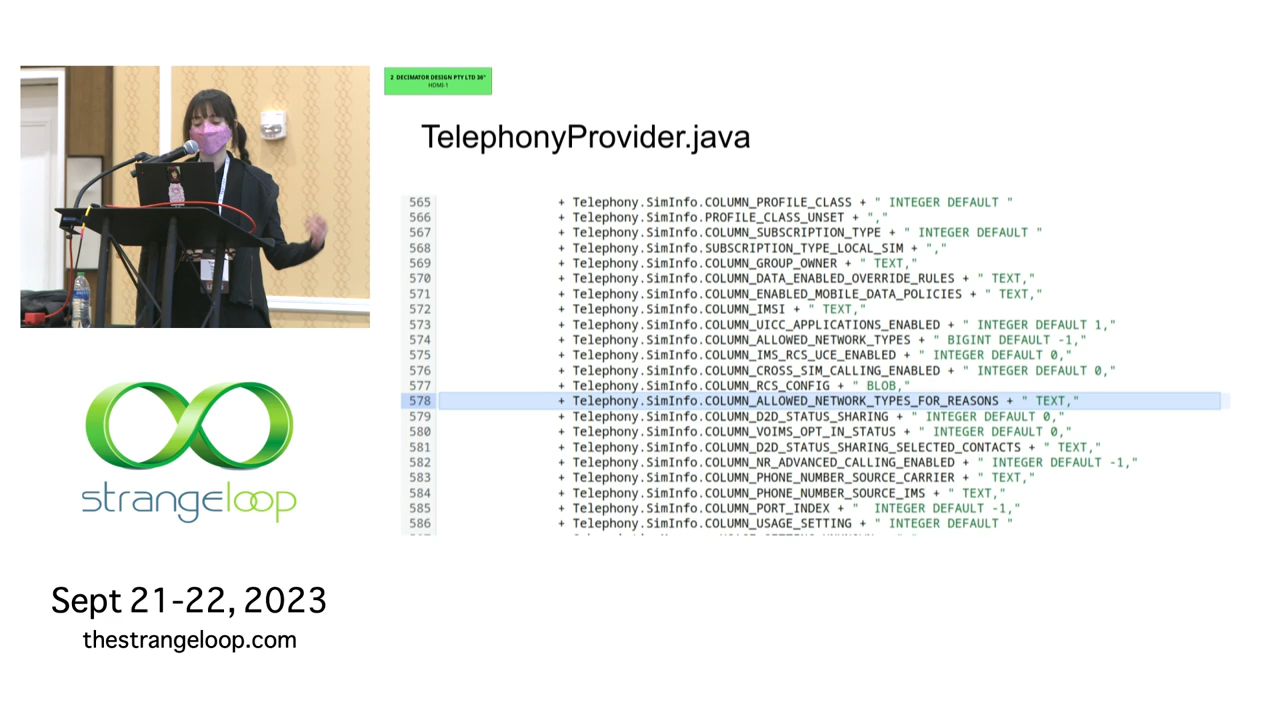 2 DECIMATOR DESIGN PTY LTD 36"
HDMI-1
TelephonyProvider.java
565 + Telephony.SimInfo.COLUMN_PROFILE_CLASS + " INTEGER DEFAULT "
566 + Telephony.SimInfo.PROFILE_CLASS_UNSET + ","
567 + Telephony.SimInfo.COLUMN_SUBSCRIPTION_TYPE + " INTEGER DEFAULT "
568 + Telephony.SimInfo.SUBSCRIPTION_TYPE_LOCAL_SIM + ","
569 + Telephony.SimInfo.COLUMN_GROUP_OWNER + " TEXT,"
570 + Telephony.SimInfo.COLUMN_DATA_ENABLED_OVERRIDE_RULES + " TEXT,"
571 + Telephony.SimInfo.COLUMN_ENABLED_MOBILE_DATA_POLICIES + " TEXT,"
572 + Telephony.SimInfo.COLUMN_IMSI + " TEXT,"
573 + Telephony.SimInfo.COLUMN_UICC_APPLICATIONS_ENABLED + " INTEGER DEFAULT 1,"
574 + Telephony.SimInfo.COLUMN_ALLOWED_NETWORK_TYPES + " BIGINT DEFAULT -1,"
575 + Telephony.SimInfo.COLUMN_IMS_RCS_UCE_ENABLED + " INTEGER DEFAULT 0,"
576 + Telephony.SimInfo.COLUMN_CROSS_SIM_CALLING_ENABLED + " INTEGER DEFAULT 0,"
577 + Telephony.SimInfo.COLUMN_RCS_CONFIG + " BLOB,"
578 + Telephony.SimInfo.COLUMN_ALLOWED_NETWORK_TYPES_FOR_REASONS + " TEXT,"
579 + Telephony.SimInfo.COLUMN_D2D_STATUS_SHARING + " INTEGER DEFAULT 0,"
580 + Telephony.SimInfo.COLUMN_VOIMS_OPT_IN_STATUS + " INTEGER DEFAULT 0,"
581 + Telephony.SimInfo.COLUMN_D2D_STATUS_SHARING_SELECTED_CONTACTS + " TEXT,"
582 + Telephony.SimInfo.COLUMN_NR_ADVANCED_CALLING_ENABLED + " INTEGER DEFAULT -1,"
583 + Telephony.SimInfo.COLUMN_PHONE_NUMBER_SOURCE_CARRIER + " TEXT,"
584 + Telephony.SimInfo.COLUMN_PHONE_NUMBER_SOURCE_IMS + " TEXT,"
585 + Telephony.SimInfo.COLUMN_PORT_INDEX + "  INTEGER DEFAULT -1,"
586 + Telephony.SimInfo.COLUMN_USAGE_SETTING + " INTEGER DEFAULT "
strangeloop
Sept 21-22, 2023
thestrangeloop.com